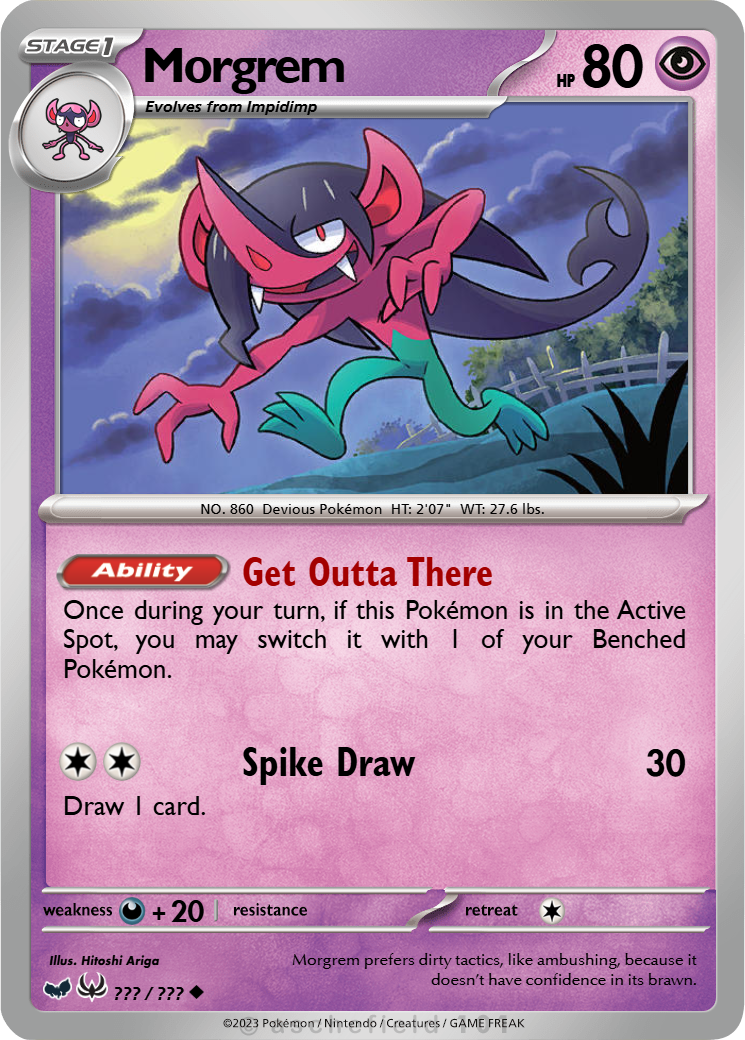 STAGE1
Morgrem
HP 80
Evolves from Impidimp
NO. 860 Devious Pokémon HT: 2'07" WT: 27.6 lbs.
Ability Get Outta There
Once during your turn, if this Pokémon is in the Active
Spot, you may switch it with 1 of your Benched
Pokémon.
Spike Draw 30
Draw 1 card.
weakness + 20 resistance retreat
Illus. Hitoshi Ariga
Morgrem prefers dirty tactics, like ambushing, because it
doesn't have confidence in its brawn.
??? / ???
©2023 Pokémon / Nintendo / Creatures / GAME FREAK